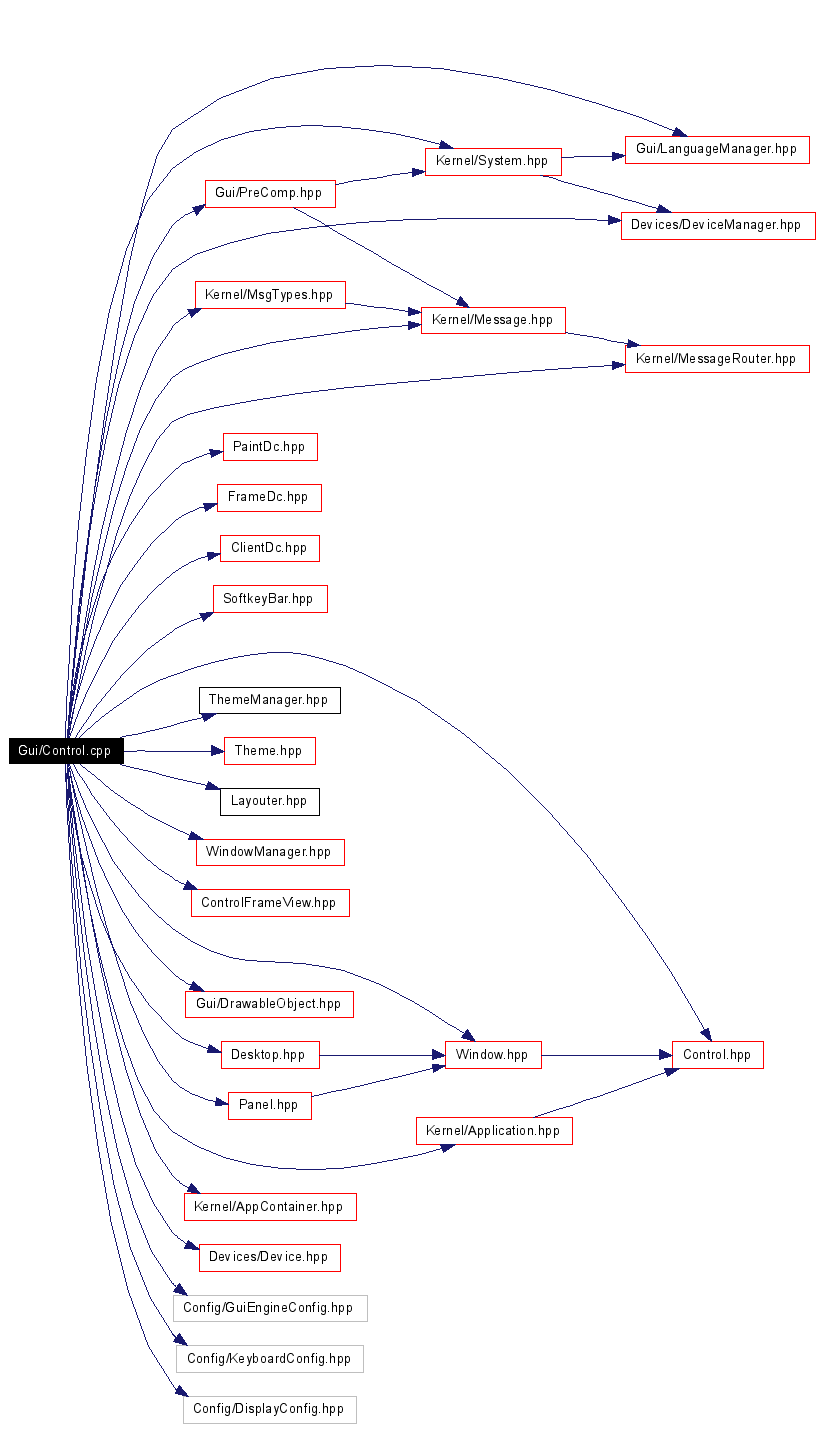 Gui/LanguageManager.hpp
Kernel/System.hpp
Gui/PreComp.hpp
Devices/DeviceManager.hpp
Kernel/MsgTypes.hpp
Kernel/Message.hpp
Kernel/MessageRouter.hpp
PaintDc.hpp
FrameDc.hpp
ClientDc.hpp
SoftkeyBar.hpp
ThemeManager.hpp
Gui/Control.cpp
Theme.hpp
Layouter.hpp
WindowManager.hpp
ControlFrameView.hpp
Gui/DrawableObject.hpp
Desktop.hpp
Window.hpp
Control.hpp
Panel.hpp
Kernel/Application.hpp
Kernel/AppContainer.hpp
Devices/Device.hpp
Config/GuiEngineConfig.hpp
Config/KeyboardConfig.hpp
Config/DisplayConfig.hpp